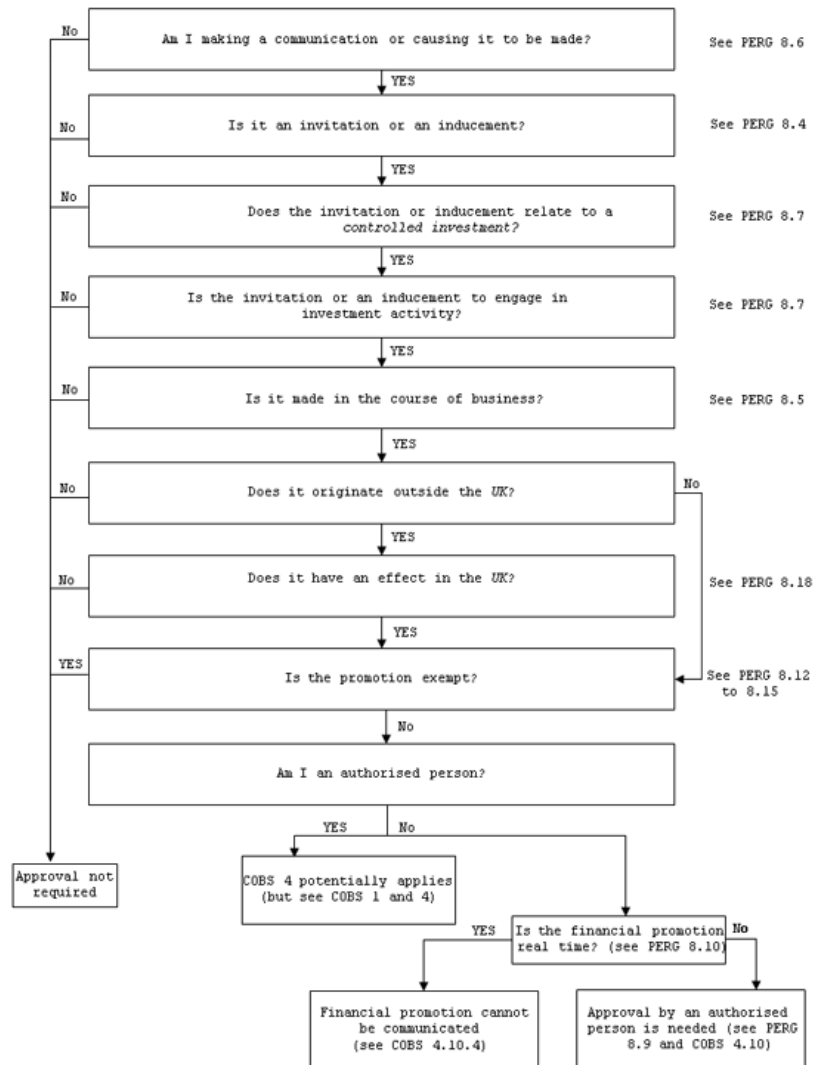 No
Am I making a communication or causing it to be made?
See PERG 8.6
YES
No
Is it an invitation or an inducement?
See PERG 8.4
YES
No
Does the invitation or inducement relate to a
controlled investment?
See PERG 8.7
YES
No
Is the invitation or an inducement to engage in
investment activity?
See PERG 8.7
YES
No
Is it made in the course of business?
See PERG 8.5
YES
No
Does it originate outside the UK?
No
YES
No
Does it have an effect in the UK?
See PERG 8.18
YES
YES
Is the promotion exempt?
See PERG 8.12
to 8.15
No
Am I an authorised person?
YES
No
Approval not
required
COBS 4 potentially applies
(but see COBS 1 and 4)
YES
Is the financial promotion
real time? (see PERG 8.10)
No
Financial promotion cannot
be communicated
(see COBS 4.10.4)
Approval by an authorised
person is needed (see PERG
8.9 and COBS 4.10)